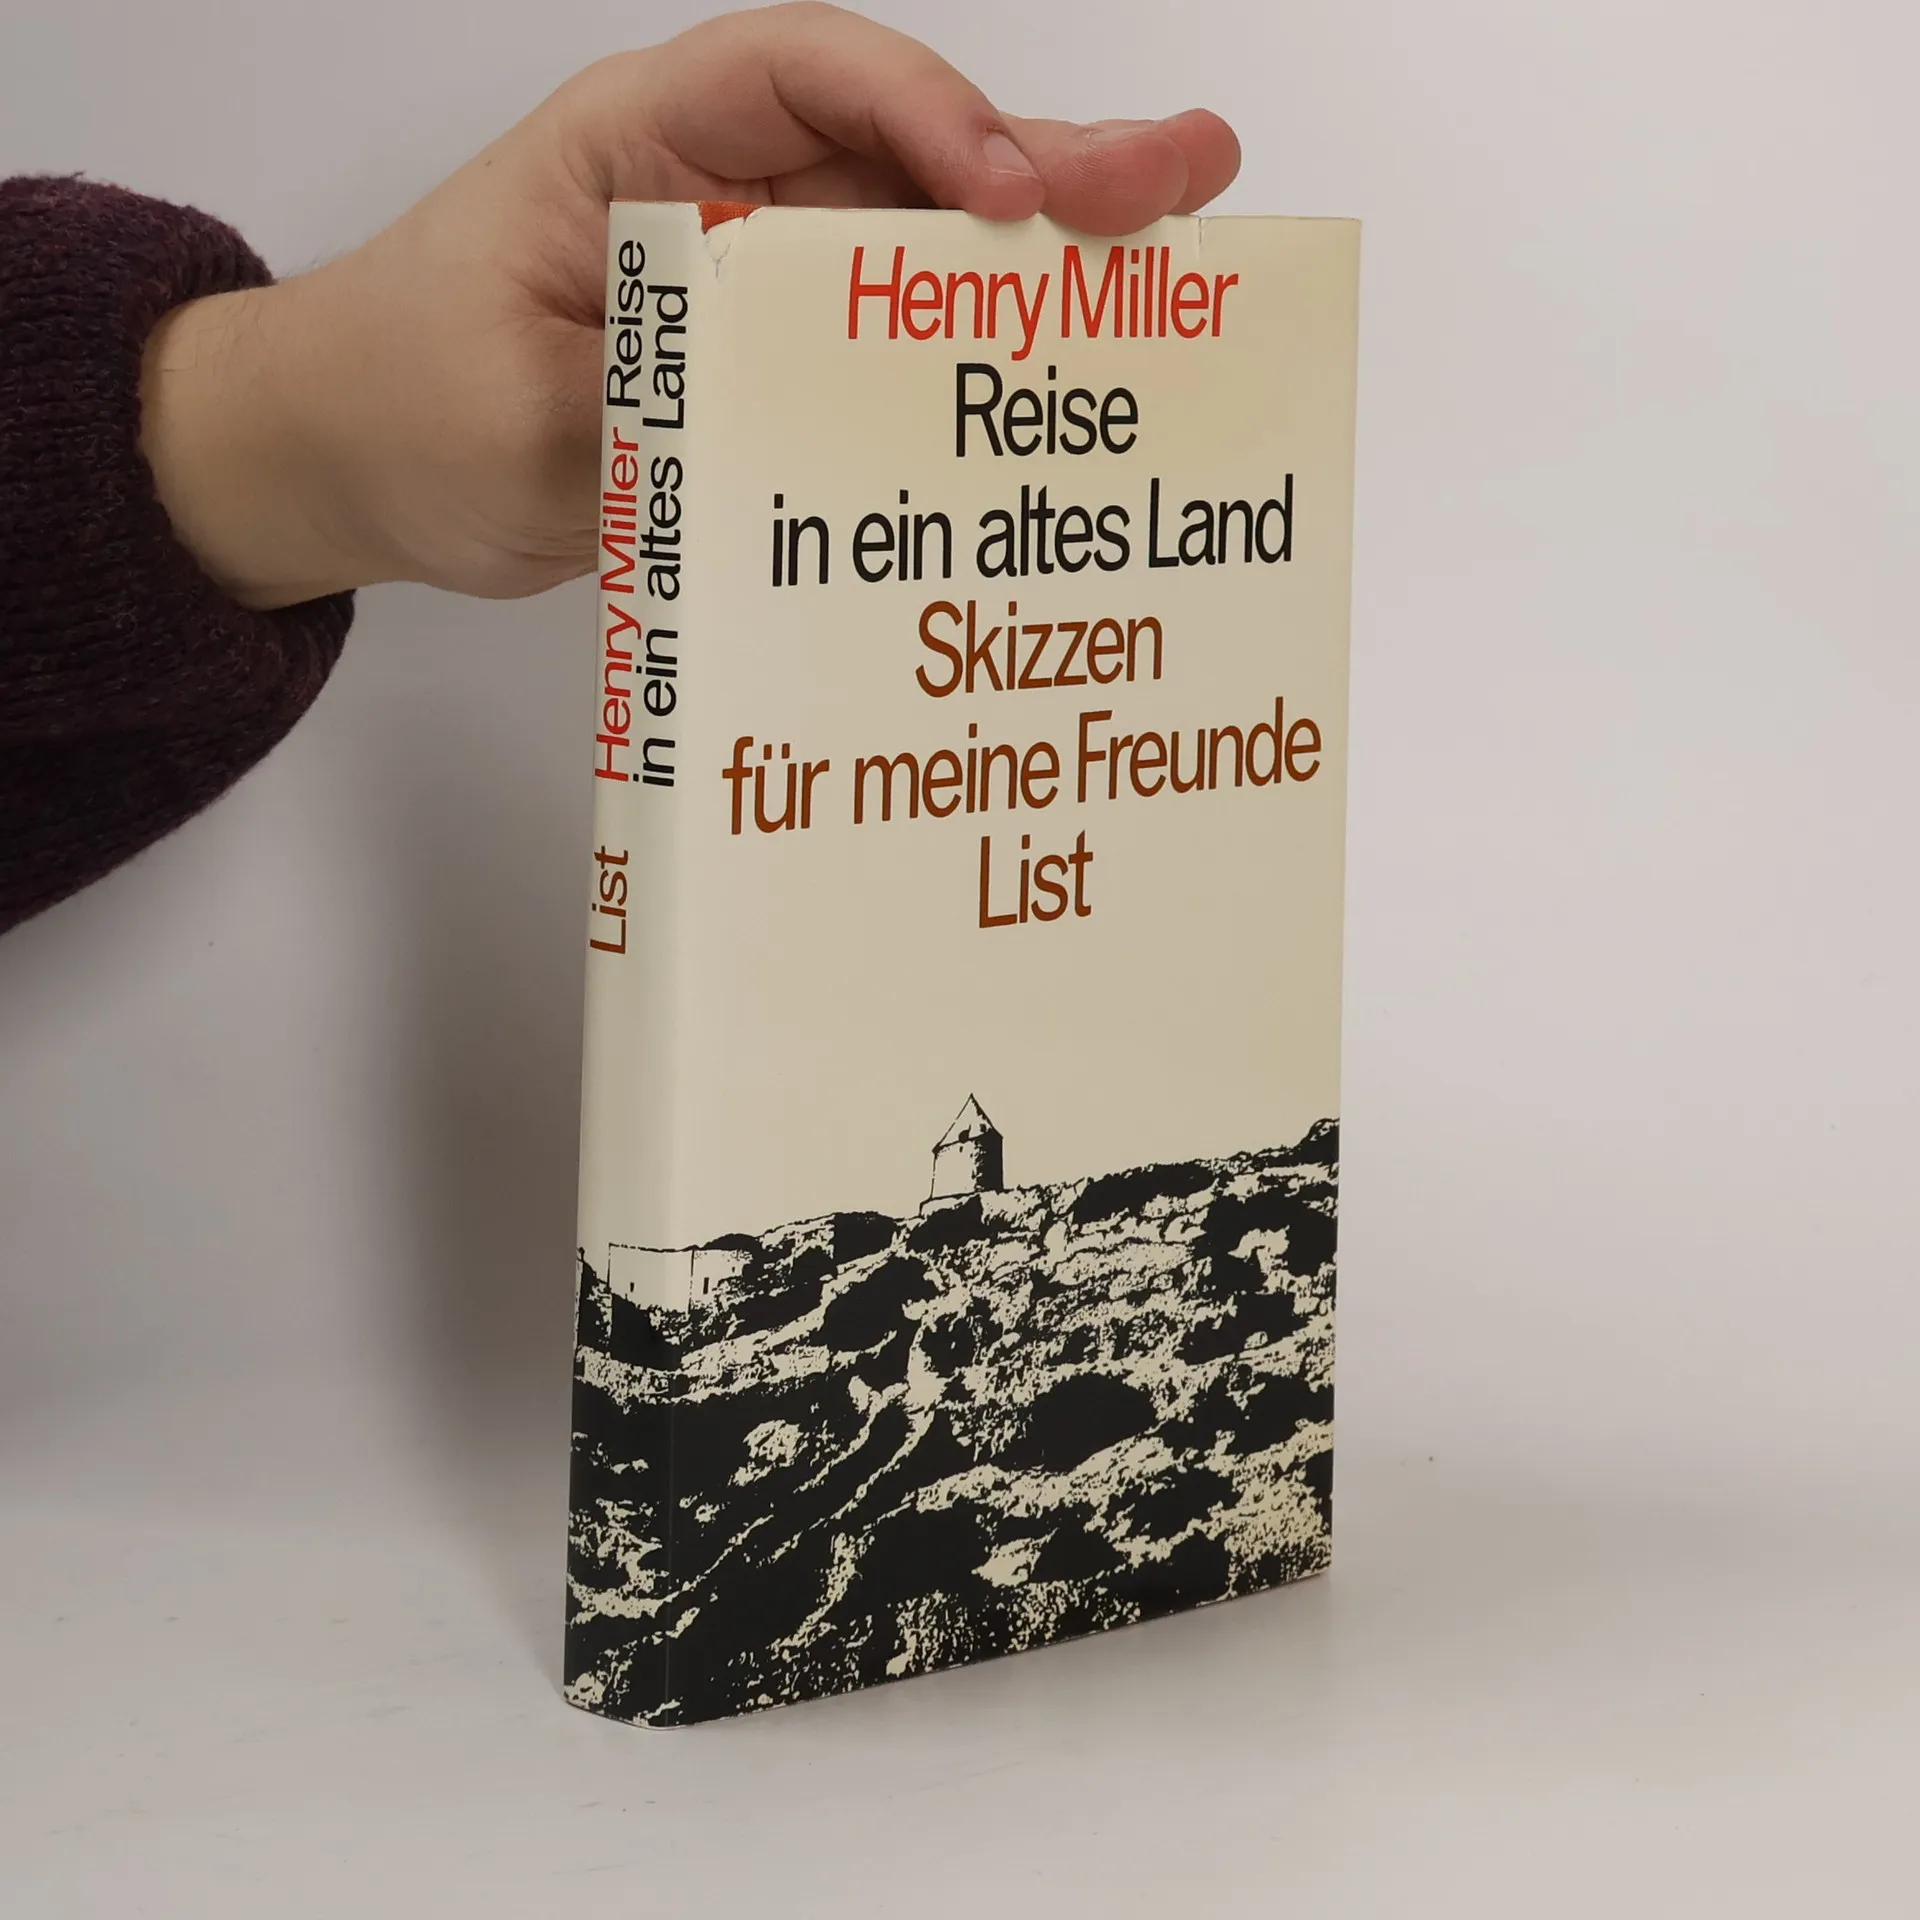 Henry Miller
Reise
in ein altes Land
Skizzen
für meine Freunde
List
List Henry Miller Reise
in ein altes Land